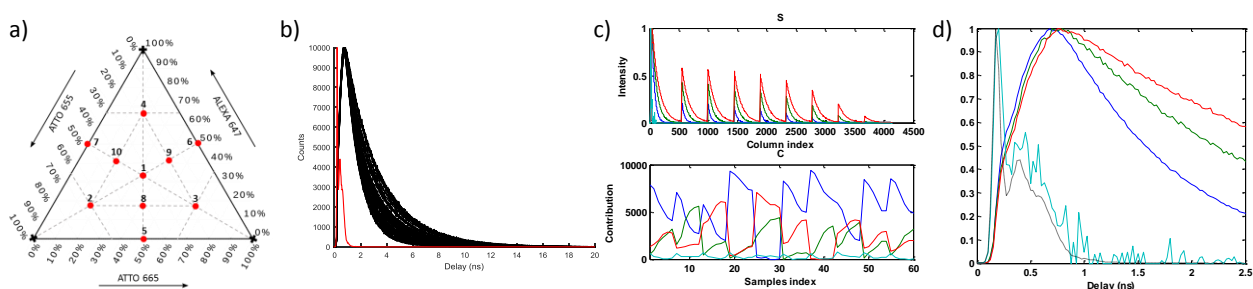 a)
0% 100%
10% 90%
20% 80%
30% 70%
40% 60%
50% 50%
60% 40%
70% 30%
80% 20%
90% 10%
100% 0%
ATTO 655
ALEXA 647
4
7
6
10
9
1
2
8
3
5
0% 10% 20% 30% 40% 50% 60% 70% 80% 90% 100%
ATTO 665
b)
10000
9000
8000
7000
6000
5000
4000
3000
2000
1000
0
Counts
0 2 4 6 8 10 12 14 16 18 20
Delay (ns)
c)
S
1
0.5
0
Intensity
0 500 1000 1500 2000 2500 3000 3500 4000 4500
Column index
C
10000
5000
0
Contribution
10 20 30 40 50 60
Samples index
d)
1
0.9
0.8
0.7
0.6
0.5
0.4
0.3
0.2
0.1
0
0 0.5 1 1.5 2 2.5
Delay (ns)